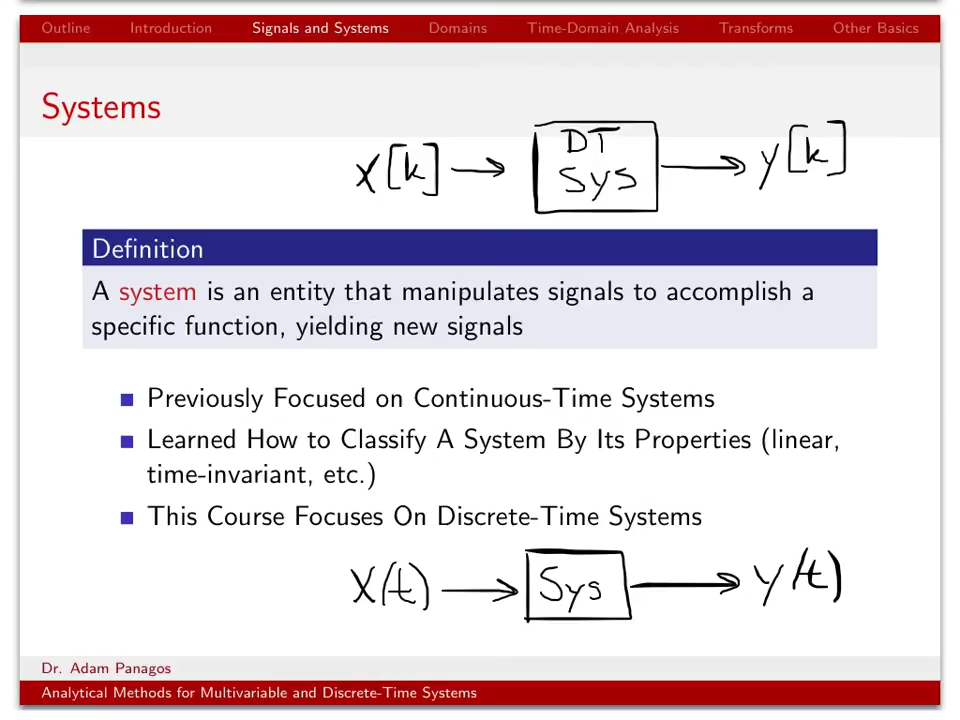 Outline Introduction Signals and Systems Domains Time-Domain Analysis Transforms Other Basics
Systems
x[k] → DT Sys → y[k]
Definition
A system is an entity that manipulates signals to accomplish a
specific function, yielding new signals
Previously Focused on Continuous-Time Systems
Learned How to Classify A System By Its Properties (linear,
time-invariant, etc.)
This Course Focuses On Discrete-Time Systems
x(t) → Sys → y(t)
Dr. Adam Panagos
Analytical Methods for Multivariable and Discrete-Time Systems